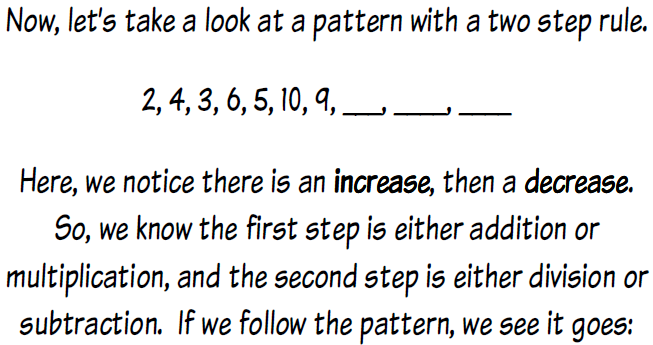 Now, let's take a look at a pattern with a two step rule.
2, 4, 3, 6, 5, 10, 9, ___, ____, ____
Here, we notice there is an increase, then a decrease.
So, we know the first step is either addition or
multiplication, and the second step is either division or
subtraction. If we follow the pattern, we see it goes: